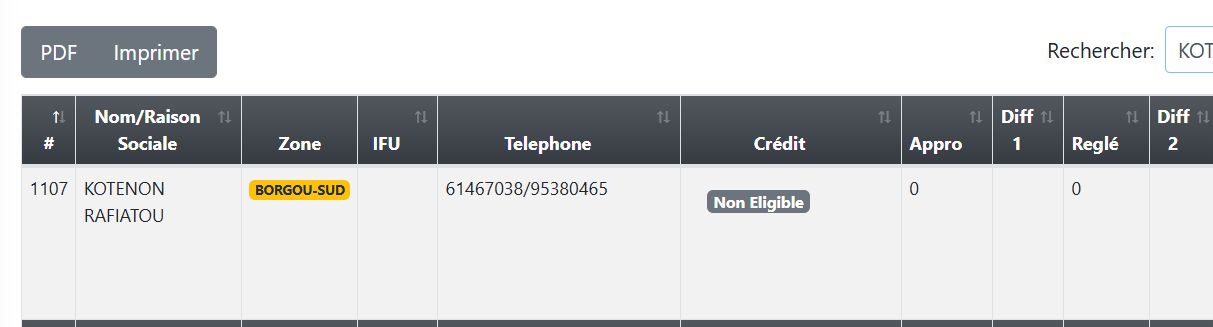 PDF Imprimer Rechercher: KOT
# Nom/Raison Sociale Zone IFU Telephone Crédit Appro Diff 1 Reglé Diff 2
1107 KOTENON RAFIATOU BORGOU-SUD 61467038/95380465 Non Eligible 0 0